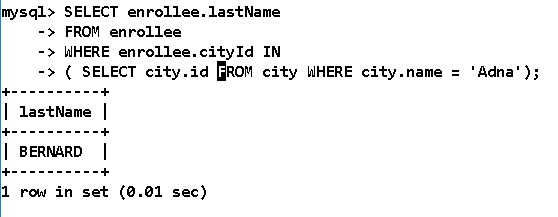 mysql> SELECT enrollee.lastName
    -> FROM enrollee
    -> WHERE enrollee.cityId IN
    -> ( SELECT city.id FROM city WHERE city.name = 'Adna');
+----------+
| lastName |
+----------+
| BERNARD  |
+----------+
1 row in set (0.01 sec)